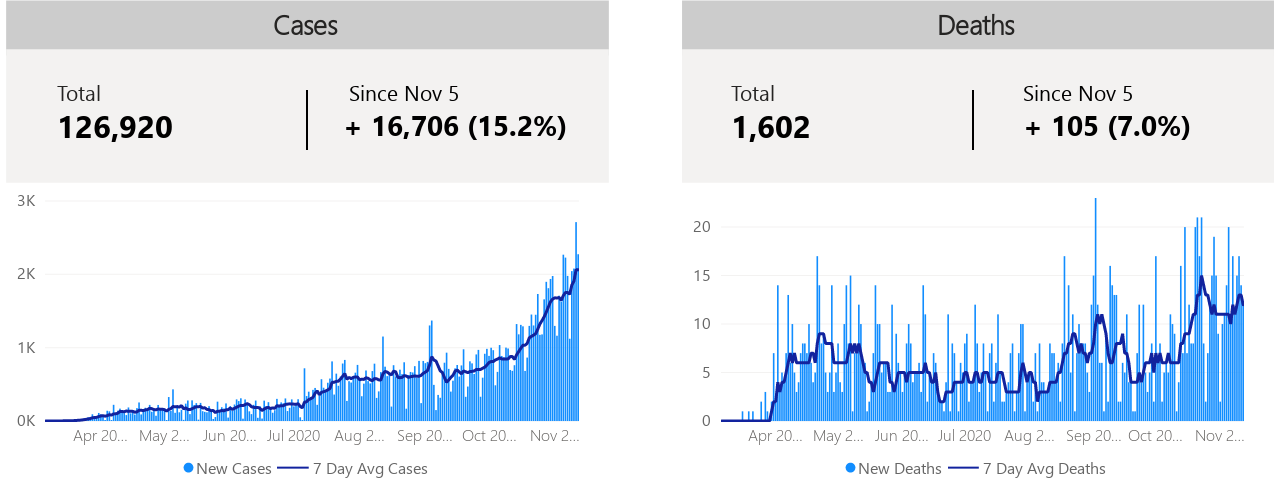 Cases
Total
126,920
Since Nov 5
+ 16,706 (15.2%)
3K
2K
1K
0K
Apr 20... May 2... Jun 20... Jul 2020 Aug 2... Sep 20... Oct 20... Nov 2...
New Cases 7 Day Avg Cases
Deaths
Total
1,602
Since Nov 5
+ 105 (7.0%)
20
15
10
5
0
Apr 20... May 2... Jun 20... Jul 2020 Aug 2... Sep 20... Oct 20... Nov 2...
New Deaths 7 Day Avg Deaths